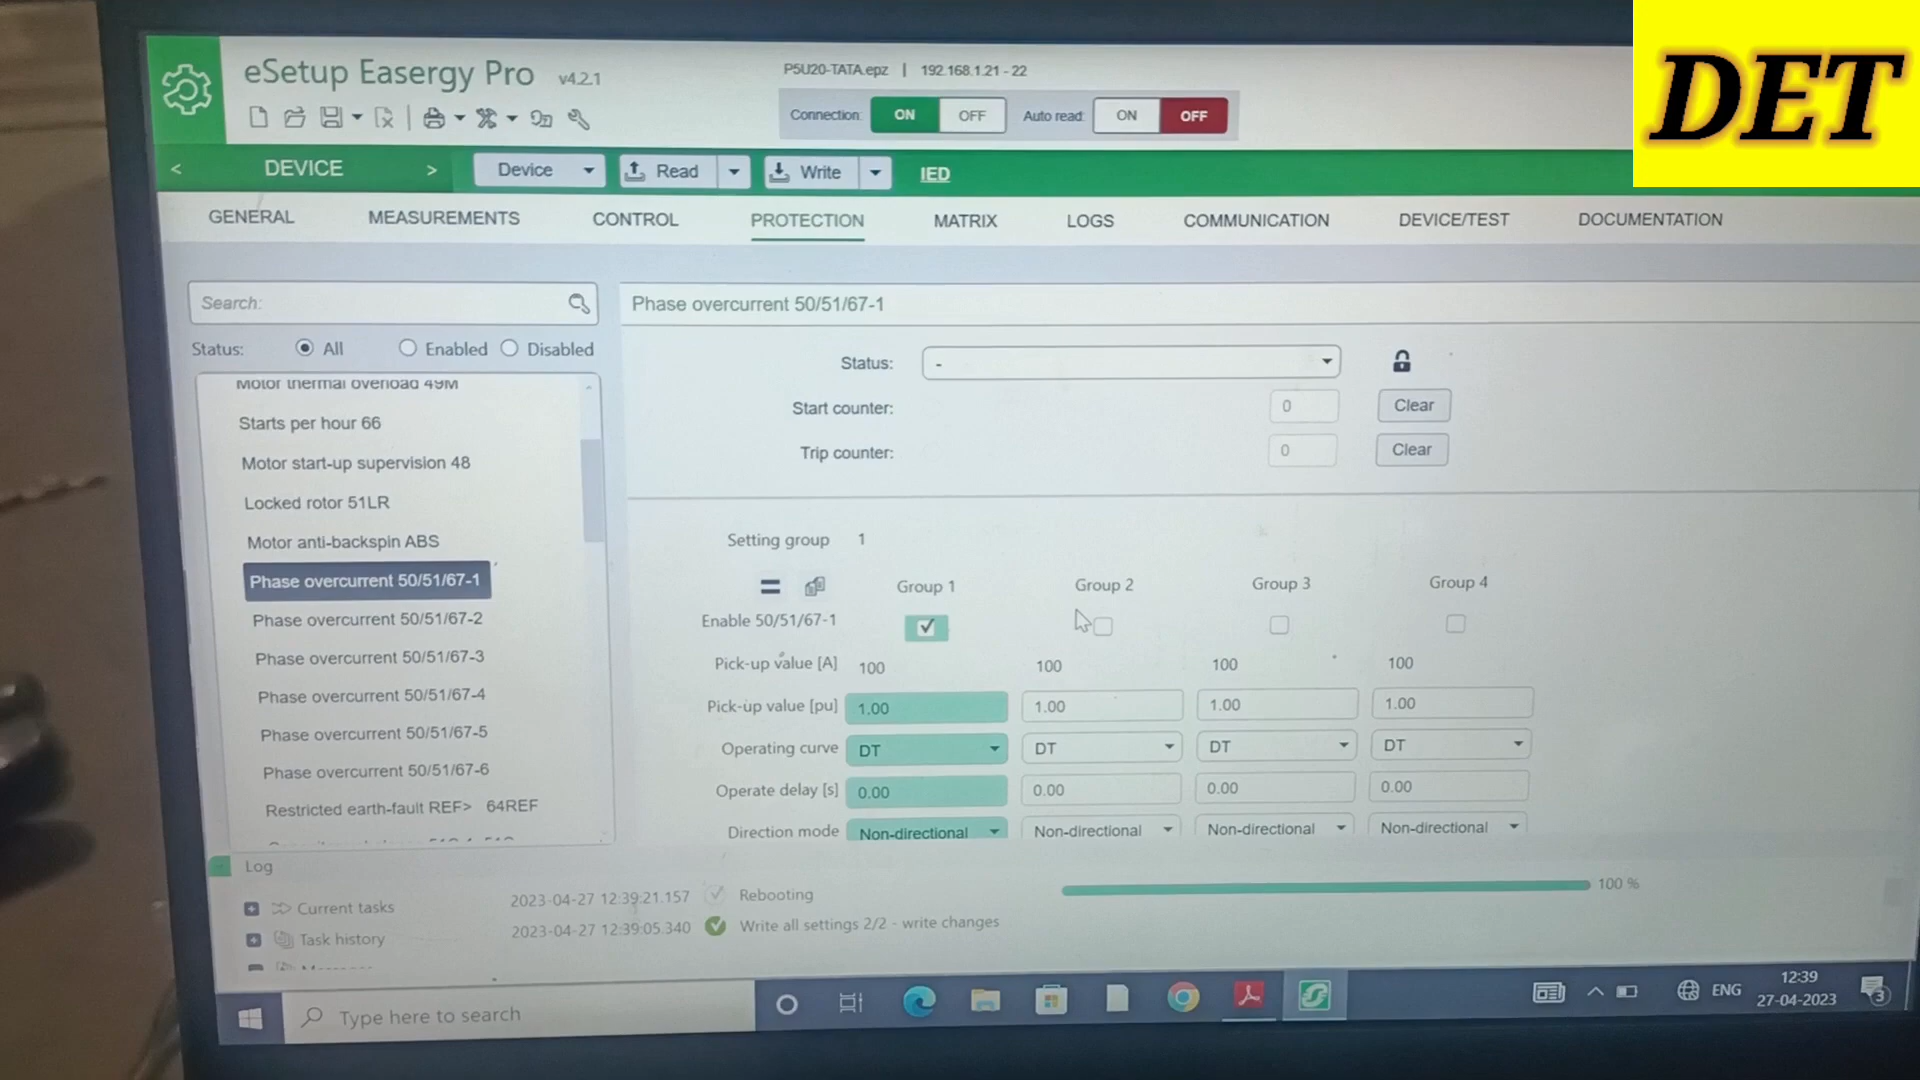 DET
eSetup Easergy Pro v4.2.1
P5U20-TATA.epz | 192.168.1.21 - 22
Connection: ON OFF Auto read: ON OFF
< DEVICE > Device Read Write IED
GENERAL MEASUREMENTS CONTROL PROTECTION MATRIX LOGS COMMUNICATION DEVICE/TEST DOCUMENTATION
Search:
Status: All Enabled Disabled
Motor thermal overload 49M
Starts per hour 66
Motor start-up supervision 48
Locked rotor 51LR
Motor anti-backspin ABS
Phase overcurrent 50/51/67-1
Phase overcurrent 50/51/67-2
Phase overcurrent 50/51/67-3
Phase overcurrent 50/51/67-4
Phase overcurrent 50/51/67-5
Phase overcurrent 50/51/67-6
Restricted earth-fault REF> 64REF
Phase overcurrent 50/51/67-1
Status: -
Start counter: 0 Clear
Trip counter: 0 Clear
Setting group 1
Group 1 Group 2 Group 3 Group 4
Enable 50/51/67-1
Pick-up value [A] 100 100 100 100
Pick-up value [pu] 1.00 1.00 1.00 1.00
Operating curve DT DT DT DT
Operate delay [s] 0.00 0.00 0.00 0.00
Direction mode Non-directional Non-directional Non-directional Non-directional
Log
Current tasks 2023-04-27 12:39:21.157 Rebooting 100 %
Task history 2023-04-27 12:39:05.340 Write all settings 2/2 - write changes
Type here to search
ENG 12:39
27-04-2023 3